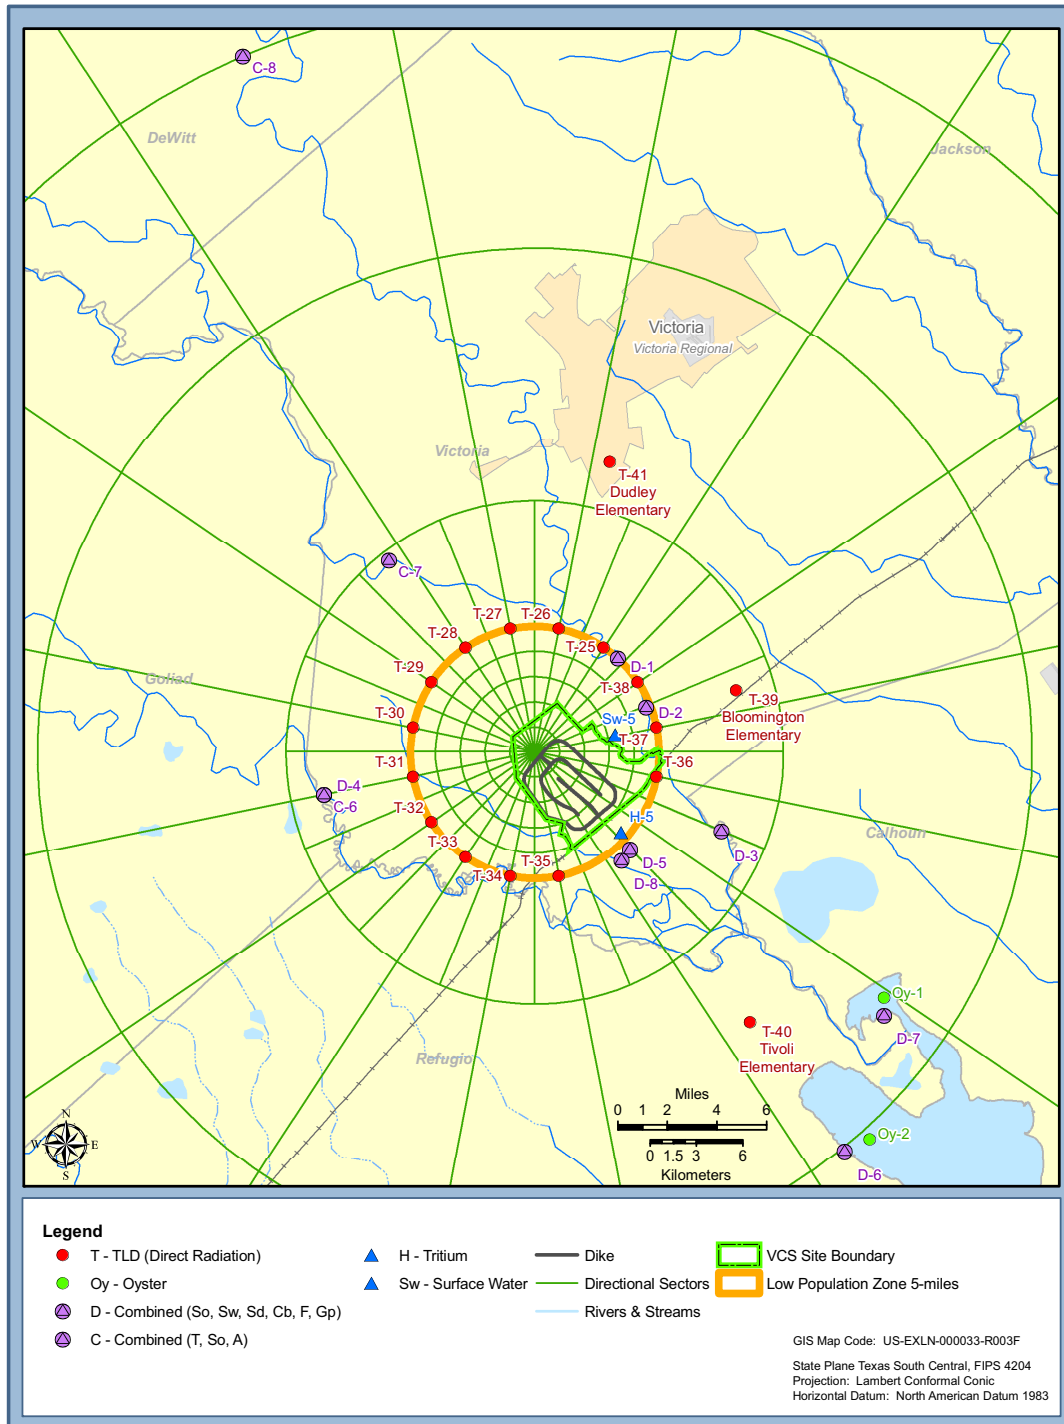 C-8
DeWitt
Jackson
Victoria
Victoria Regional
Victoria
T-41
Dudley
Elementary
C-7
T-27
T-26
T-28
T-25
D-1
T-29
T-38
Goliad
T-39
Bloomington
Elementary
T-30
D-2
Sw-5
T-37
T-31
T-36
D-4
C-6
T-32
H-5
Calhoun
T-33
D-3
T-35
D-5
T-34
D-8
Oy-1
T-40
Tivoli
Elementary
D-7
Refugio
Miles
0 1 2 4 6
0 1.5 3 6
Kilometers
N
W E
S
Oy-2
D-6
Legend
T - TLD (Direct Radiation)
H - Tritium
Dike
VCS Site Boundary
Oy - Oyster
Sw - Surface Water
Directional Sectors
Low Population Zone 5-miles
D - Combined (So, Sw, Sd, Cb, F, Gp)
Rivers & Streams
C - Combined (T, So, A)
GIS Map Code: US-EXLN-000033-R003F
State Plane Texas South Central, FIPS 4204
Projection: Lambert Conformal Conic
Horizontal Datum: North American Datum 1983